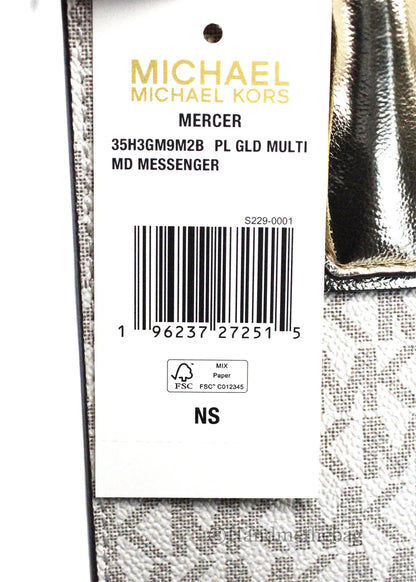 MICHAEL
MICHAEL KORS
MERCER
35H3GM9M2B PL GLD MULTI
MD MESSENGER
S229-0001
1 96237 27251 5
FSC
MIX
Paper
FSC™ C012345
NS